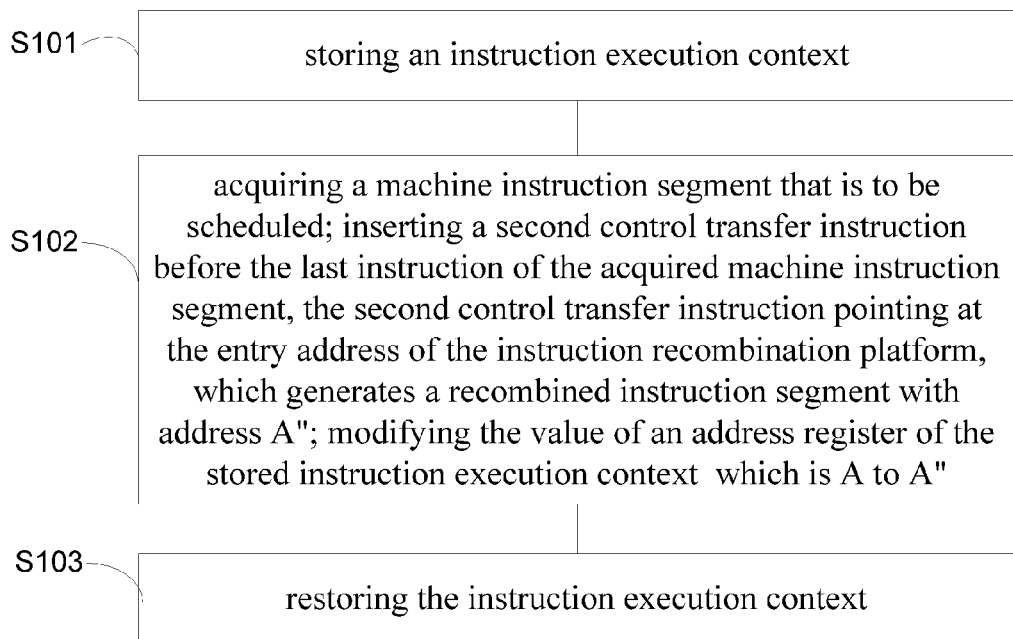 S101
storing an instruction execution context
S102
acquiring a machine instruction segment that is to be
scheduled; inserting a second control transfer instruction
before the last instruction of the acquired machine instruction
segment, the second control transfer instruction pointing at
the entry address of the instruction recombination platform,
which generates a recombined instruction segment with
address A"; modifying the value of an address register of the
stored instruction execution context which is A to A"
S103
restoring the instruction execution context